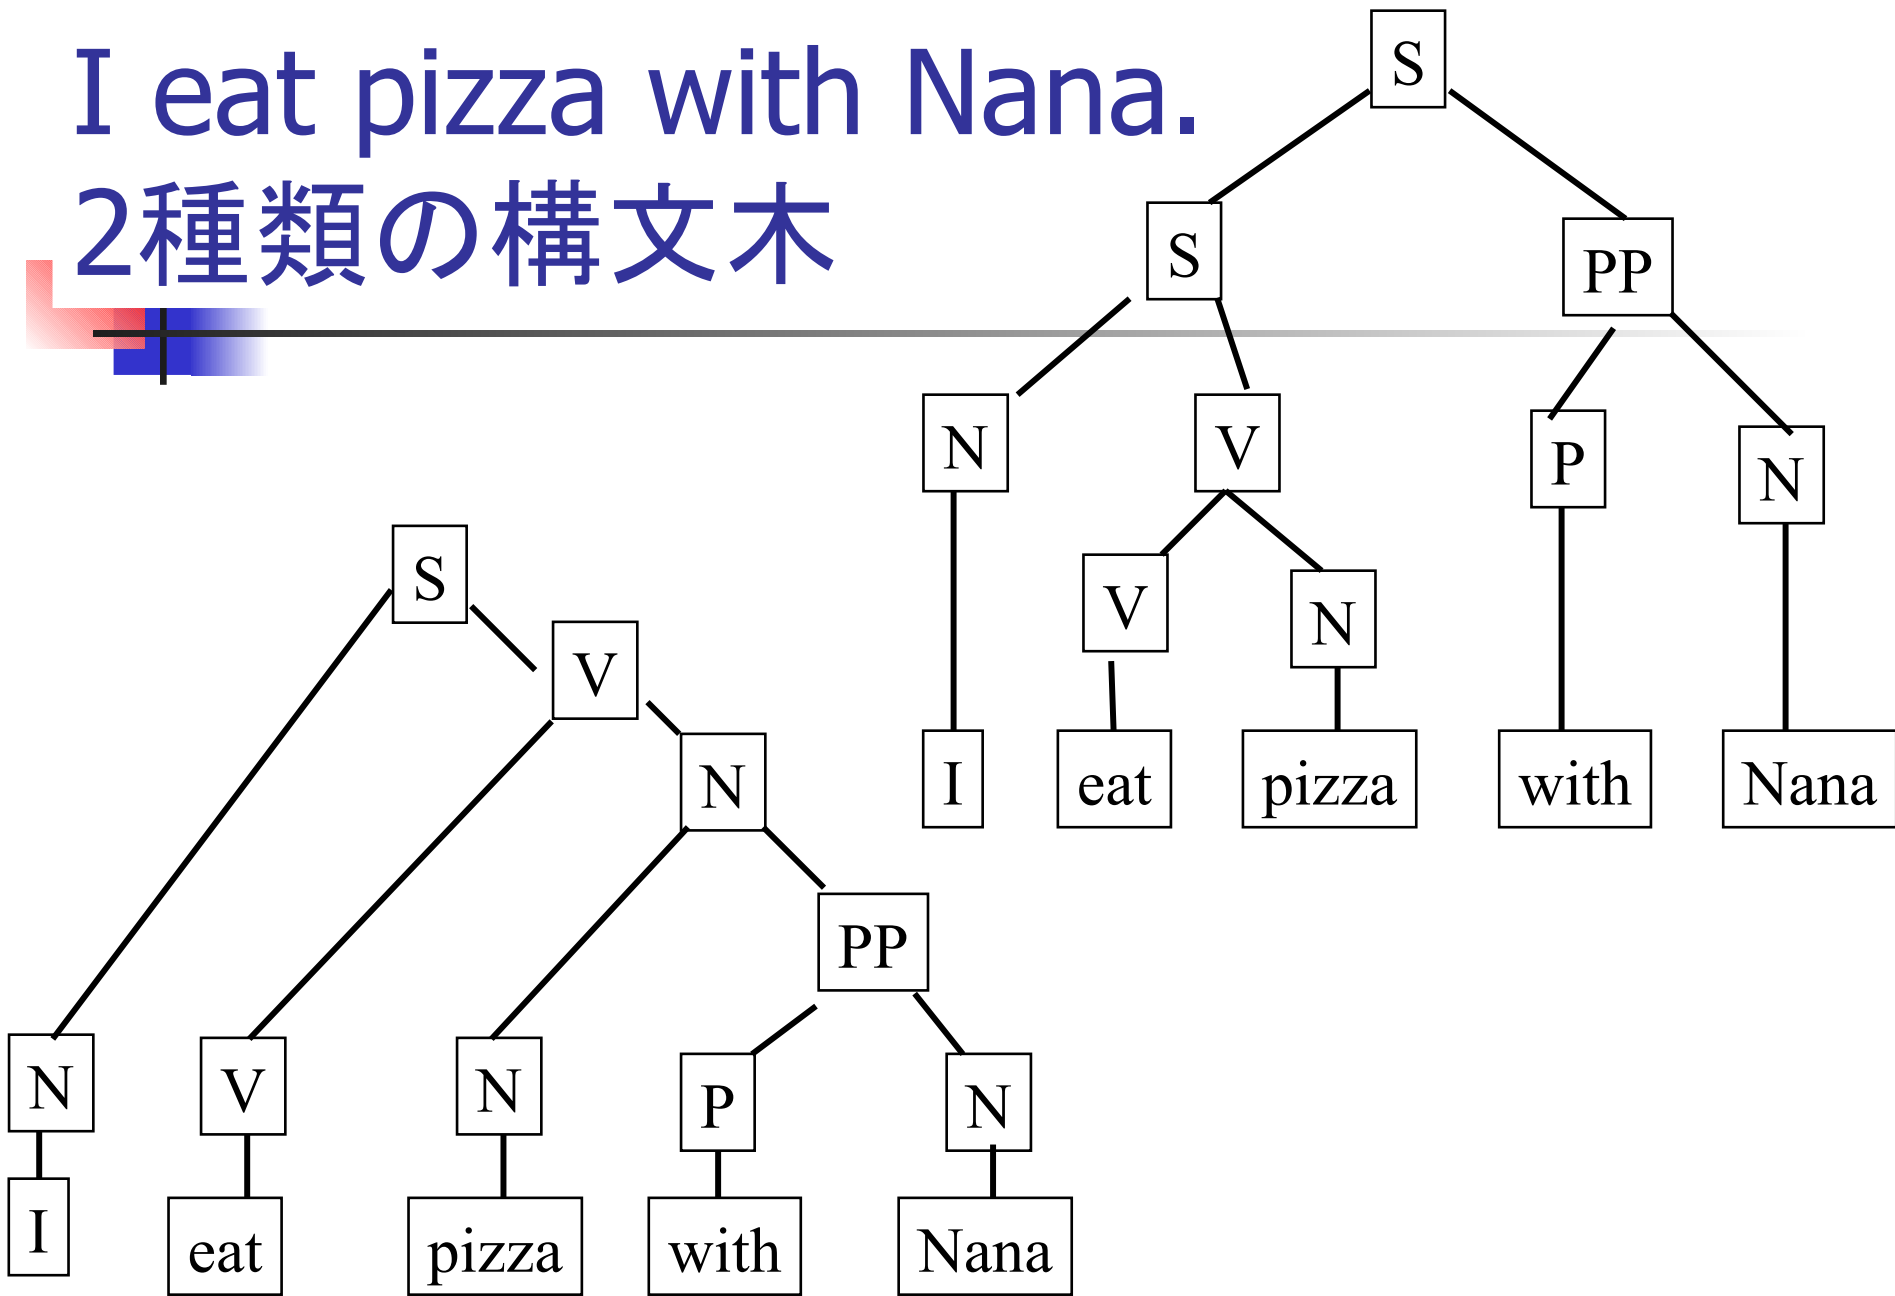 I eat pizza with Nana.
2種類の構文木
S
S
PP
N
V
P
N
V
N
I
eat
pizza
with
Nana
S
V
N
PP
N
V
N
P
N
I
eat
pizza
with
Nana